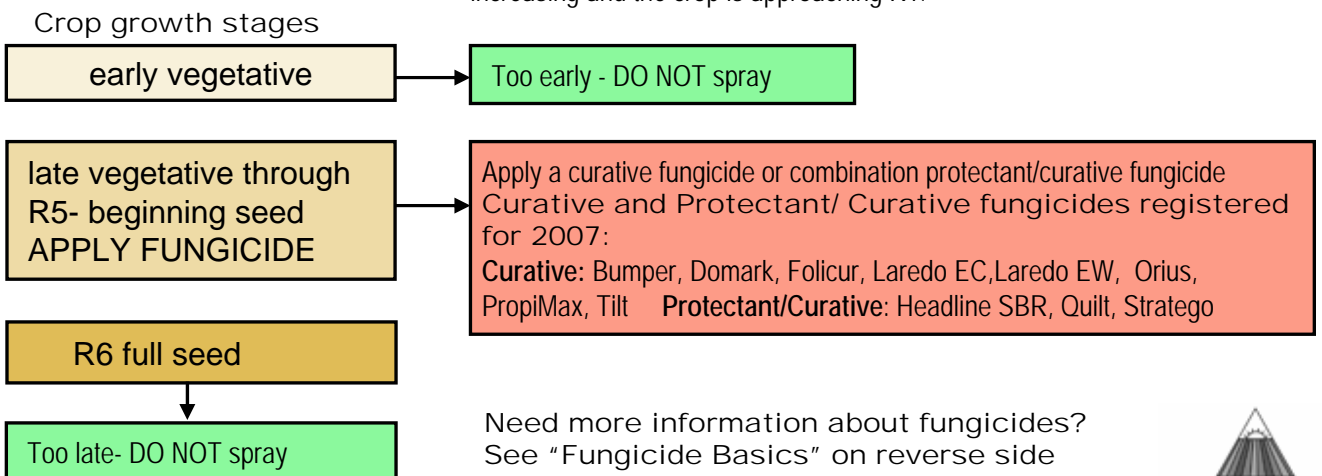 Crop growth stages
early vegetative
Too early - DO NOT spray
late vegetative through
R5- beginning seed
APPLY FUNGICIDE
Apply a curative fungicide or combination protectant/curative fungicide
Curative and Protectant/ Curative fungicides registered
for 2007:
Curative: Bumper, Domark, Folicur, Laredo EC,Laredo EW, Orius,
PropiMax, Tilt Protectant/Curative: Headline SBR, Quilt, Stratego
R6 full seed
Too late- DO NOT spray
Need more information about fungicides?
See "Fungicide Basics" on reverse side